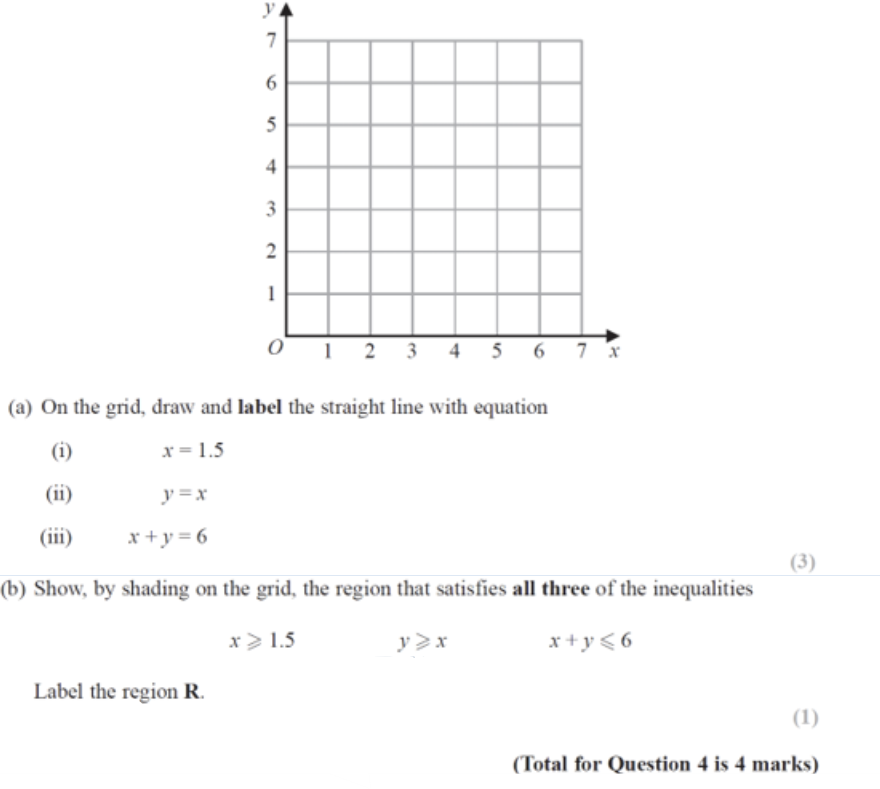 y
7
6
5
4
3
2
1
O 1 2 3 4 5 6 7 x
(a) On the grid, draw and label the straight line with equation
(i) x = 1.5
(ii) y = x
(iii) x + y = 6
(3)
(b) Show, by shading on the grid, the region that satisfies all three of the inequalities
x ⩾ 1.5 y ⩾ x x + y ⩽ 6
Label the region R.
(1)
(Total for Question 4 is 4 marks)